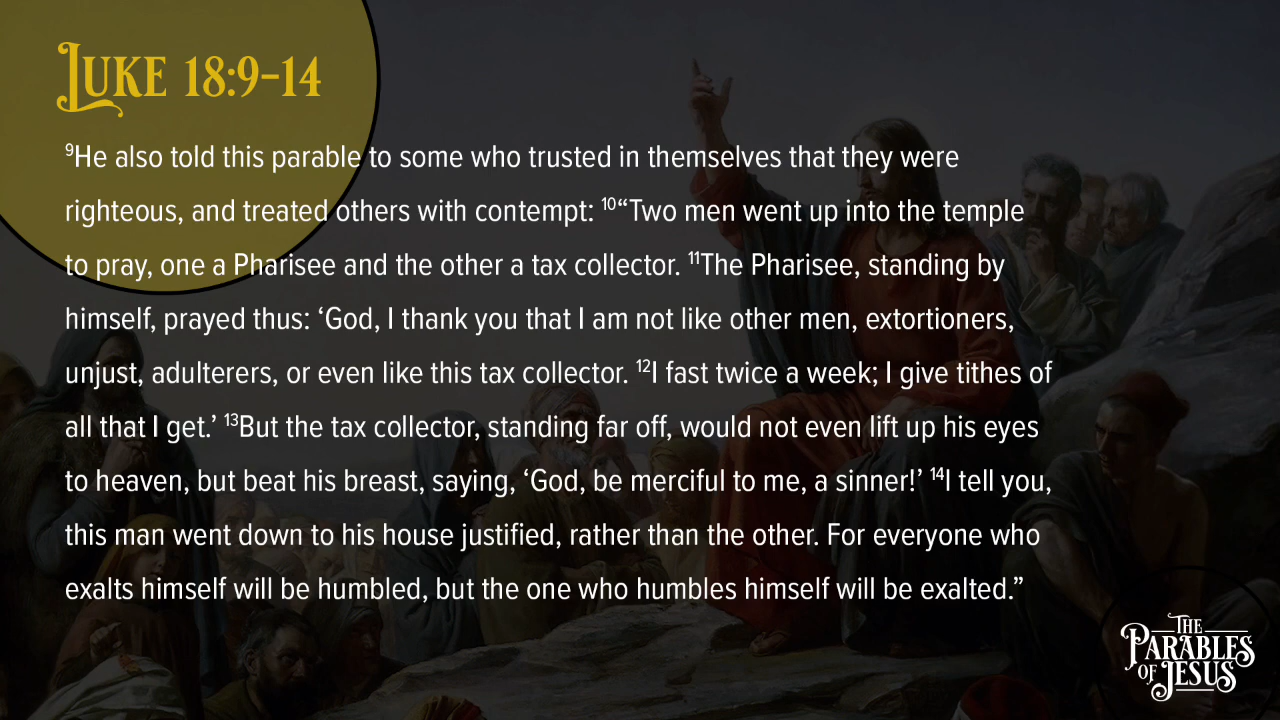 LUKE 18:9–14
⁹He also told this parable to some who trusted in themselves that they were
righteous, and treated others with contempt: ¹⁰“Two men went up into the temple
to pray, one a Pharisee and the other a tax collector. ¹¹The Pharisee, standing by
himself, prayed thus: ‘God, I thank you that I am not like other men, extortioners,
unjust, adulterers, or even like this tax collector. ¹²I fast twice a week; I give tithes of
all that I get.’ ¹³But the tax collector, standing far off, would not even lift up his eyes
to heaven, but beat his breast, saying, ‘God, be merciful to me, a sinner!’ ¹⁴I tell you,
this man went down to his house justified, rather than the other. For everyone who
exalts himself will be humbled, but the one who humbles himself will be exalted.”
THE
PARABLES
OF JESUS